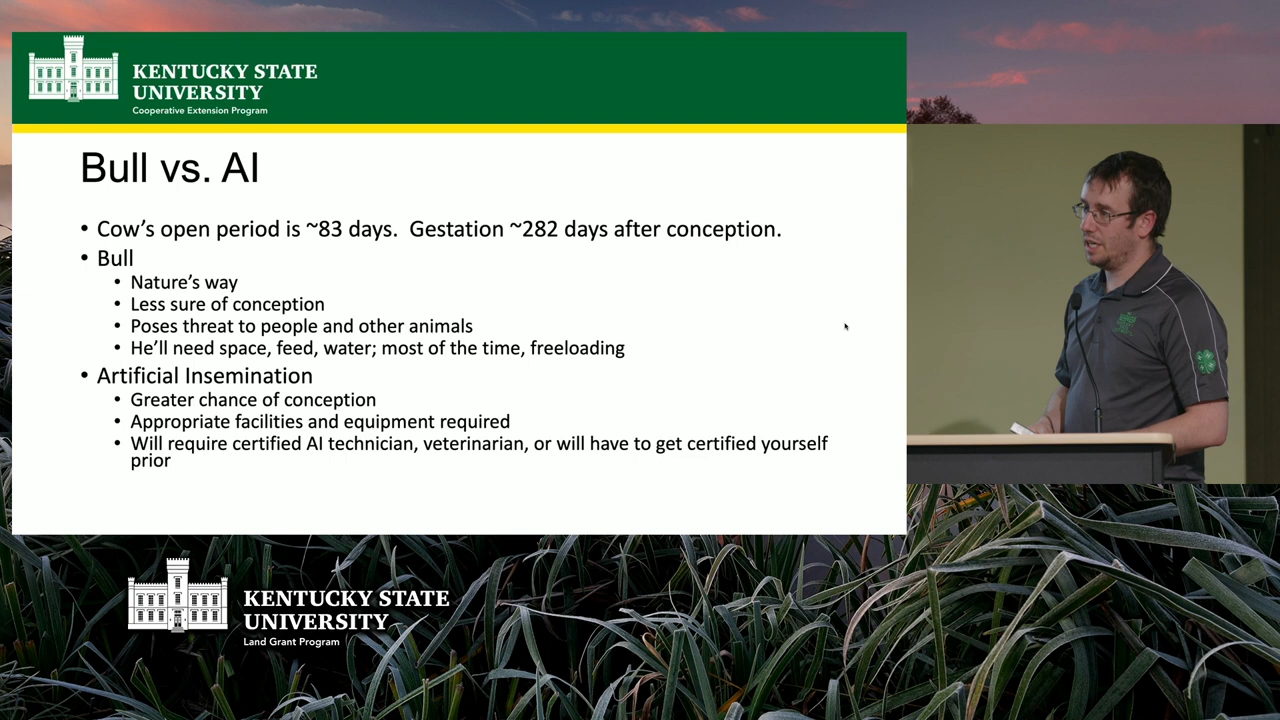 KENTUCKY STATE
UNIVERSITY
Cooperative Extension Program
Bull vs. AI
• Cow's open period is ~83 days.  Gestation ~282 days after conception.
• Bull
• Nature's way
• Less sure of conception
• Poses threat to people and other animals
• He'll need space, feed, water; most of the time, freeloading
• Artificial Insemination
• Greater chance of conception
• Appropriate facilities and equipment required
• Will require certified AI technician, veterinarian, or will have to get certified yourself
prior
KENTUCKY STATE
UNIVERSITY
Land Grant Program